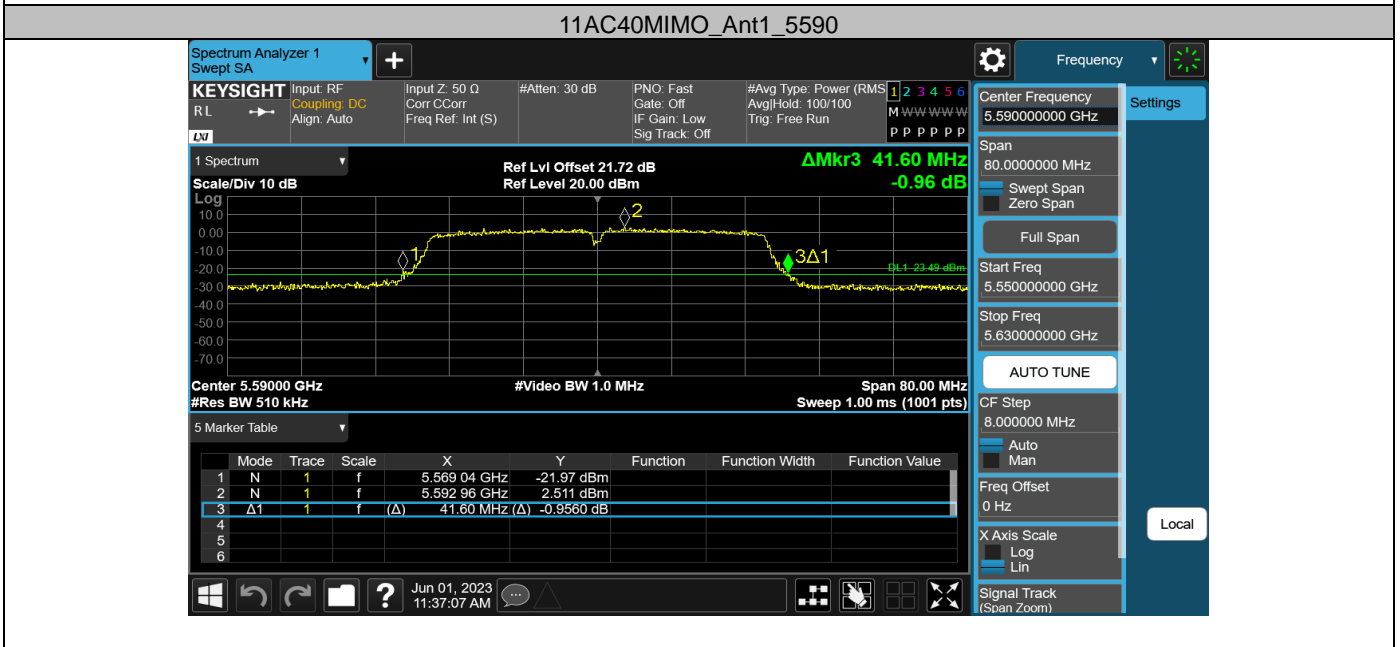 11AC40MIMO_Ant1_5590
Spectrum Analyzer 1
Swept SA
+
Frequency
KEYSIGHT
RL
LXI
Input: RF
Coupling: DC
Align: Auto
Input Z: 50 Ω
Corr CCorr
Freq Ref: Int (S)
#Atten: 30 dB
PNO: Fast
Gate: Off
IF Gain: Low
Sig Track: Off
#Avg Type: Power (RMS
Avg|Hold: 100/100
Trig: Free Run
1 2 3 4 5 6
M W W W W W
P P P P P P
Center Frequency
5.590000000 GHz
Settings
Span
80.0000000 MHz
Swept Span
Zero Span
Full Span
Start Freq
5.550000000 GHz
Stop Freq
5.630000000 GHz
AUTO TUNE
CF Step
8.000000 MHz
Auto
Man
Freq Offset
0 Hz
X Axis Scale
Log
Lin
Signal Track
(Span Zoom)
Local
1 Spectrum
Scale/Div 10 dB
Ref Lvl Offset 21.72 dB
Ref Level 20.00 dBm
ΔMkr3 41.60 MHz
-0.96 dB
Log
10.0
0.00
-10.0
-20.0
-30.0
-40.0
-50.0
-60.0
-70.0
1
2
3Δ1
DL1 -23.49 dBm
Center 5.59000 GHz
#Res BW 510 kHz
#Video BW 1.0 MHz
Span 80.00 MHz
Sweep 1.00 ms (1001 pts)
5 Marker Table
Mode Trace Scale X Y Function Function Width Function Value
1 N 1 f 5.569 04 GHz -21.97 dBm
2 N 1 f 5.592 96 GHz 2.511 dBm
3 Δ1 1 f (Δ) 41.60 MHz (Δ) -0.9560 dB
4
5
6
?
Jun 01, 2023
11:37:07 AM